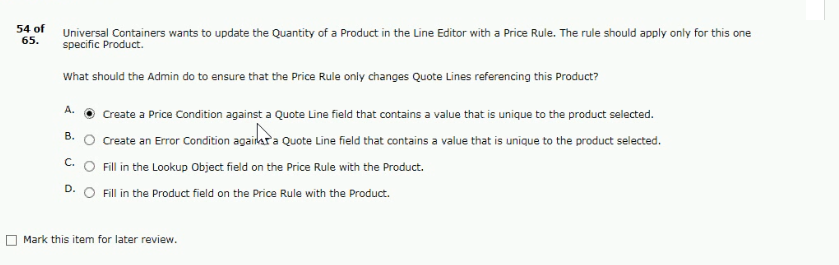 54 of
65.
Universal Containers wants to update the Quantity of a Product in the Line Editor with a Price Rule. The rule should apply only for this one
specific Product.
What should the Admin do to ensure that the Price Rule only changes Quote Lines referencing this Product?
A. Create a Price Condition against a Quote Line field that contains a value that is unique to the product selected.
B. Create an Error Condition against a Quote Line field that contains a value that is unique to the product selected.
C. Fill in the Lookup Object field on the Price Rule with the Product.
D. Fill in the Product field on the Price Rule with the Product.
Mark this item for later review.